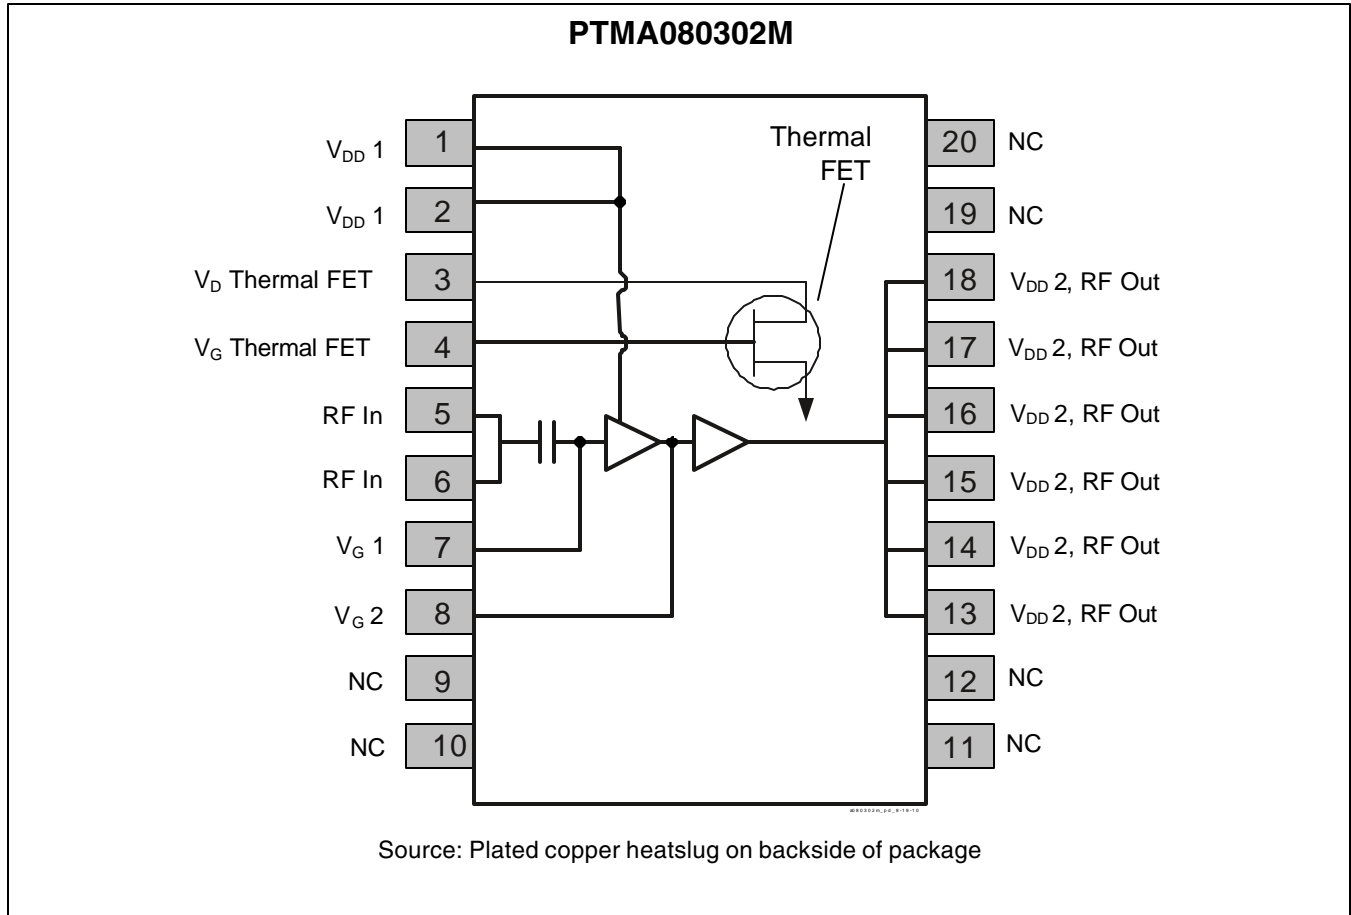 PTMA080302M
Thermal
FET
VDD 1
1
VDD 1
2
VD Thermal FET
3
VG Thermal FET
4
RF In
5
RF In
6
VG 1
7
VG 2
8
NC
9
NC
10
20
NC
19
NC
18
VDD 2, RF Out
17
VDD 2, RF Out
16
VDD 2, RF Out
15
VDD 2, RF Out
14
VDD 2, RF Out
13
VDD 2, RF Out
12
NC
11
NC
Source: Plated copper heatslug on backside of package